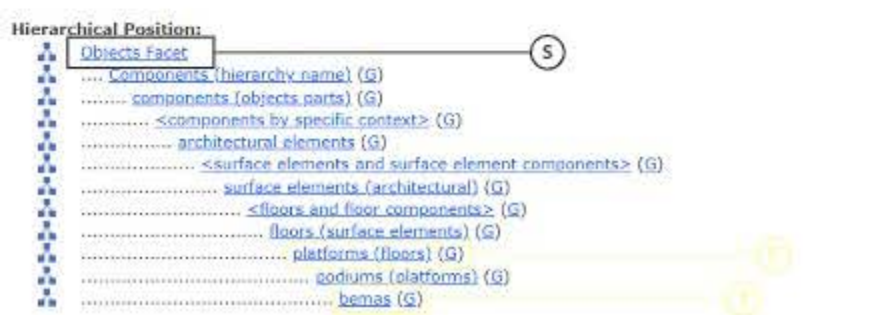 Hierarchical Position:
Objects Facet S
.... Components (hierarchy name) (G)
........ components (objects parts) (G)
............ <components by specific context> (G)
................ architectural elements (G)
.................... <surface elements and surface element components> (G)
........................ surface elements (architectural) (G)
............................ <floors and floor components> (G)
................................ floors (surface elements) (G)
.................................... platforms (floors) (G)
........................................ podiums (platforms) (G)
............................................ bemas (G)